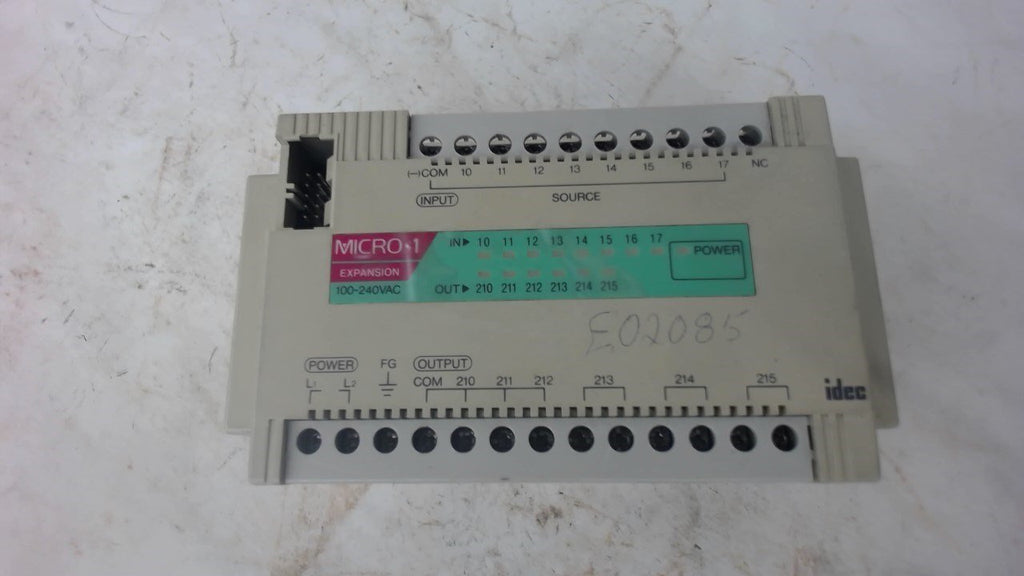 (−)COM 10 11 12 13 14 15 16 17 NC
INPUT SOURCE
MICRO-1 IN▶ 10 11 12 13 14 15 16 17 POWER
EXPANSION
100-240VAC OUT▶ 210 211 212 213 214 215
E02085
POWER FG OUTPUT
L1 L2 COM 210 211 212 213 214 215
idec